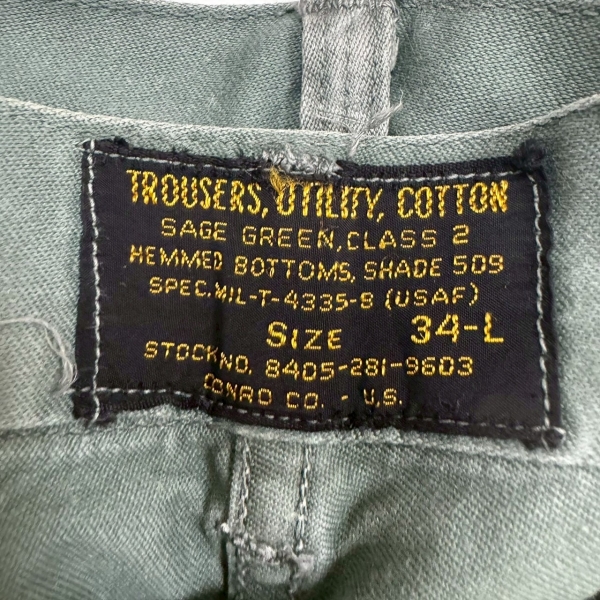 TROUSERS, UTILITY, COTTON
SAGE GREEN, CLASS 2
HEMMED BOTTOMS, SHADE 509
SPEC. MIL-T-4335-8 (USAF)
SIZE 34-L
STOCK NO. 8405-281-9603
CONRO CO. - U.S.